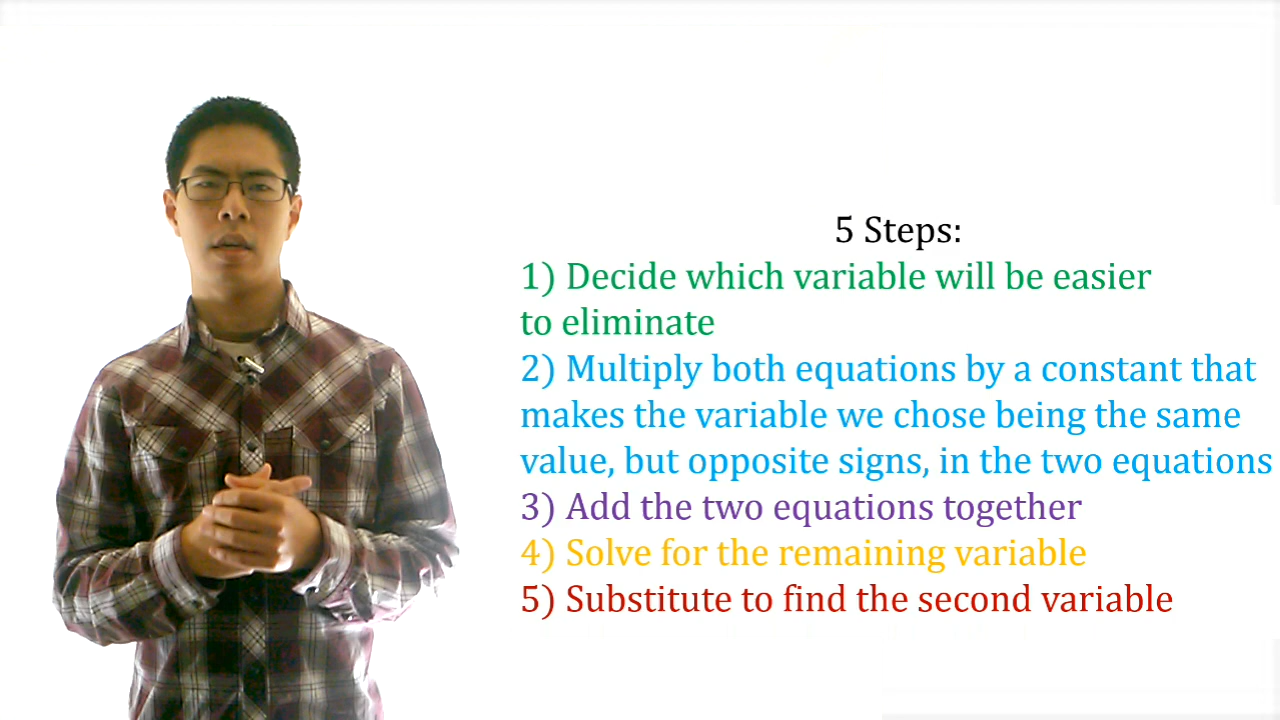 5 Steps:
1) Decide which variable will be easier
to eliminate
2) Multiply both equations by a constant that
makes the variable we chose being the same
value, but opposite signs, in the two equations
3) Add the two equations together
4) Solve for the remaining variable
5) Substitute to find the second variable